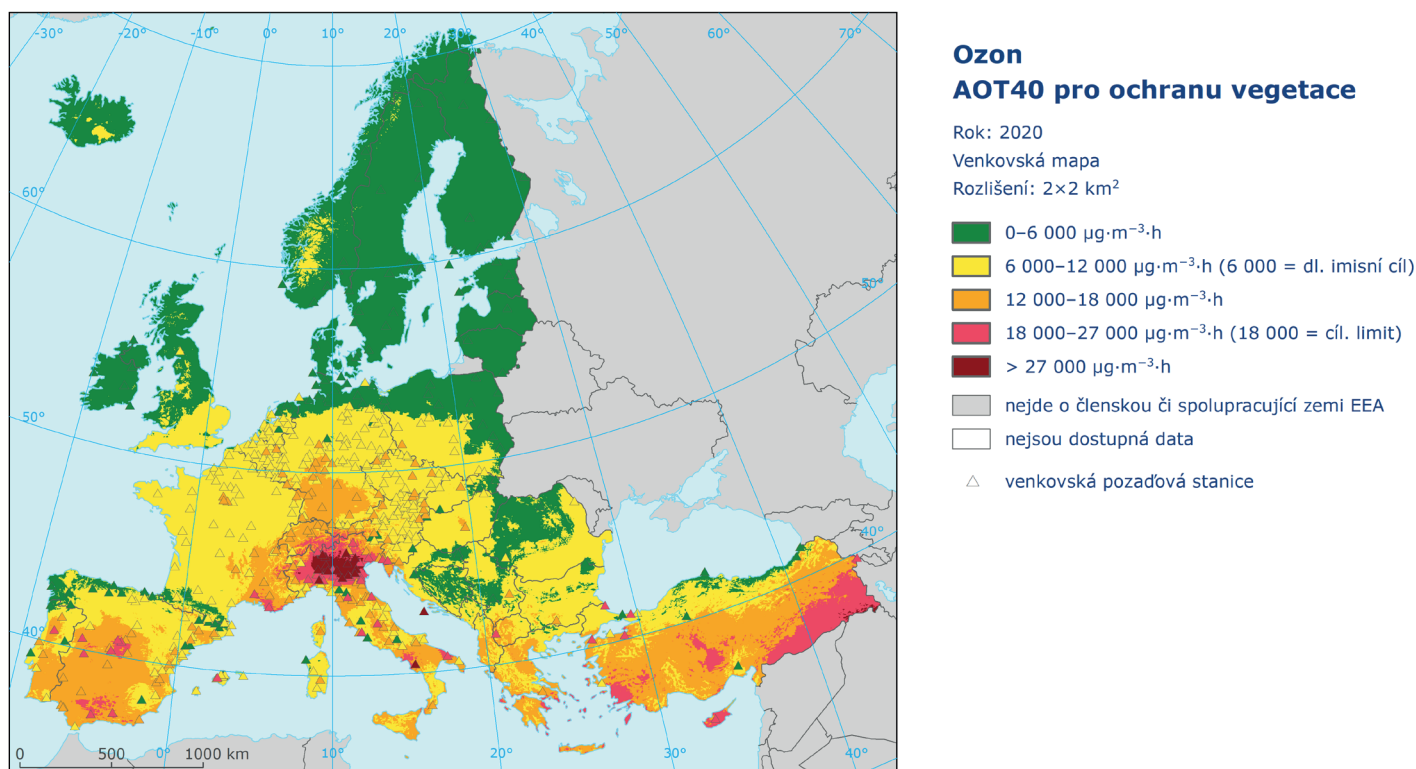 -30°
-20°
-10°
0°
10°
20°
30°
40°
50°
60°
70°
60°
50°
50°
40°
40°
0
500
1000 km
0°
10°
20°
30°
40°
Ozon
AOT40 pro ochranu vegetace
Rok: 2020
Venkovská mapa
Rozlišení: 2×2 km²
0–6 000 µg·m⁻³·h
6 000–12 000 µg·m⁻³·h (6 000 = dl. imisní cíl)
12 000–18 000 µg·m⁻³·h
18 000–27 000 µg·m⁻³·h (18 000 = cíl. limit)
> 27 000 µg·m⁻³·h
nejde o členskou či spolupracující zemi EEA
nejsou dostupná data
venkovská pozaďová stanice